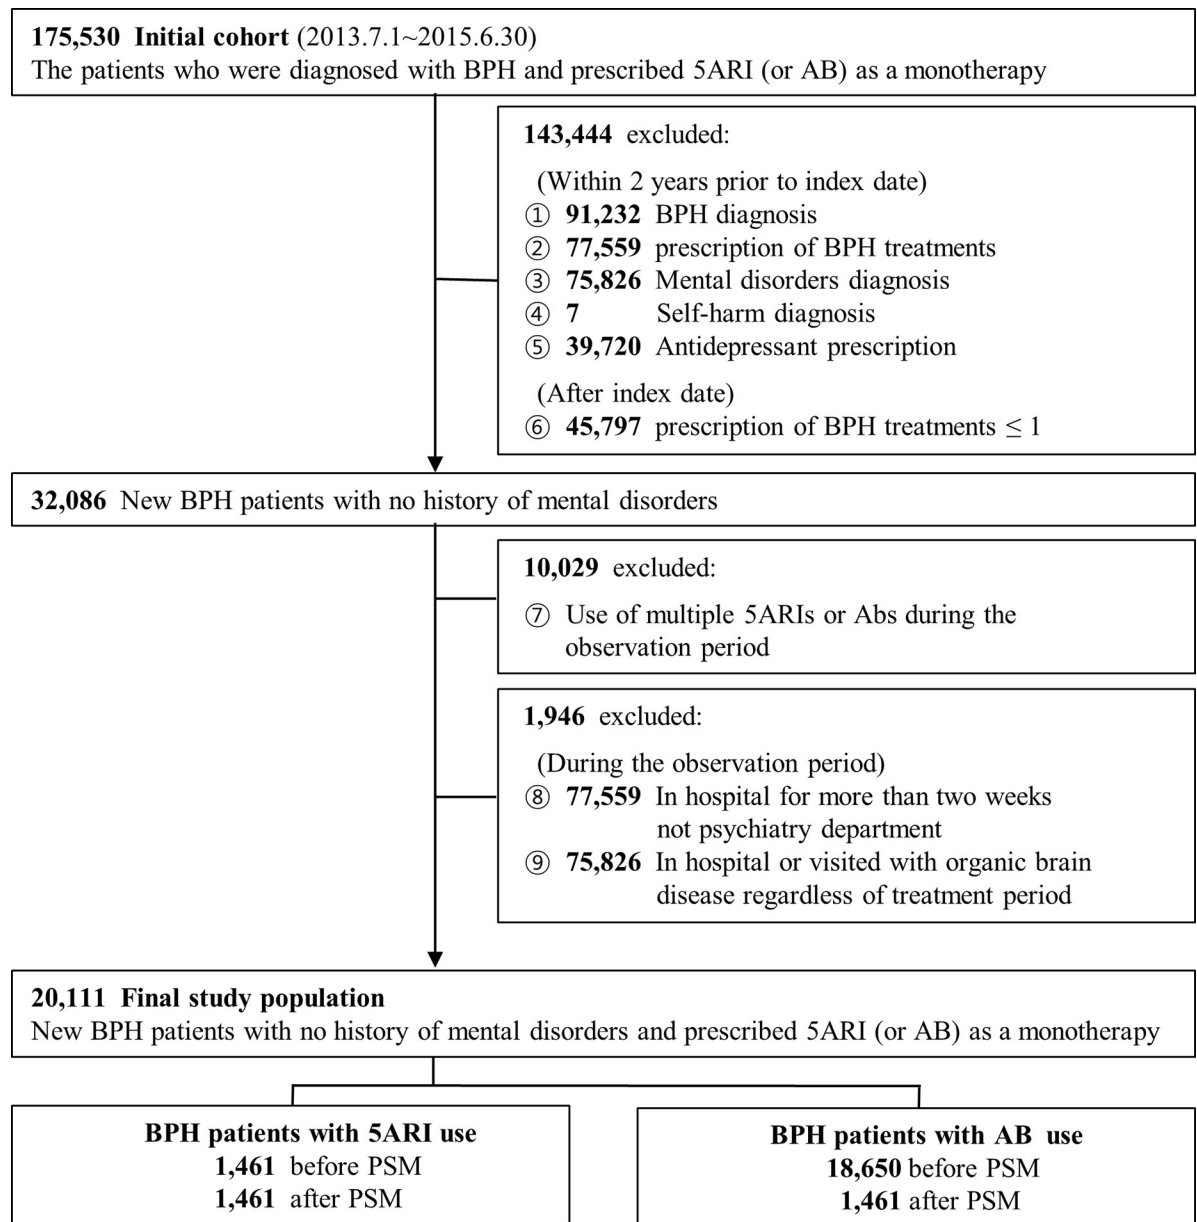 175,530 Initial cohort (2013.7.1~2015.6.30)
The patients who were diagnosed with BPH and prescribed 5ARI (or AB) as a monotherapy
143,444 excluded:
(Within 2 years prior to index date)
① 91,232 BPH diagnosis
② 77,559 prescription of BPH treatments
③ 75,826 Mental disorders diagnosis
④ 7 Self-harm diagnosis
⑤ 39,720 Antidepressant prescription
(After index date)
⑥ 45,797 prescription of BPH treatments ≤ 1
32,086 New BPH patients with no history of mental disorders
10,029 excluded:
⑦ Use of multiple 5ARIs or Abs during the
observation period
1,946 excluded:
(During the observation period)
⑧ 77,559 In hospital for more than two weeks
not psychiatry department
⑨ 75,826 In hospital or visited with organic brain
disease regardless of treatment period
20,111 Final study population
New BPH patients with no history of mental disorders and prescribed 5ARI (or AB) as a monotherapy
BPH patients with 5ARI use
1,461 before PSM
1,461 after PSM
BPH patients with AB use
18,650 before PSM
1,461 after PSM